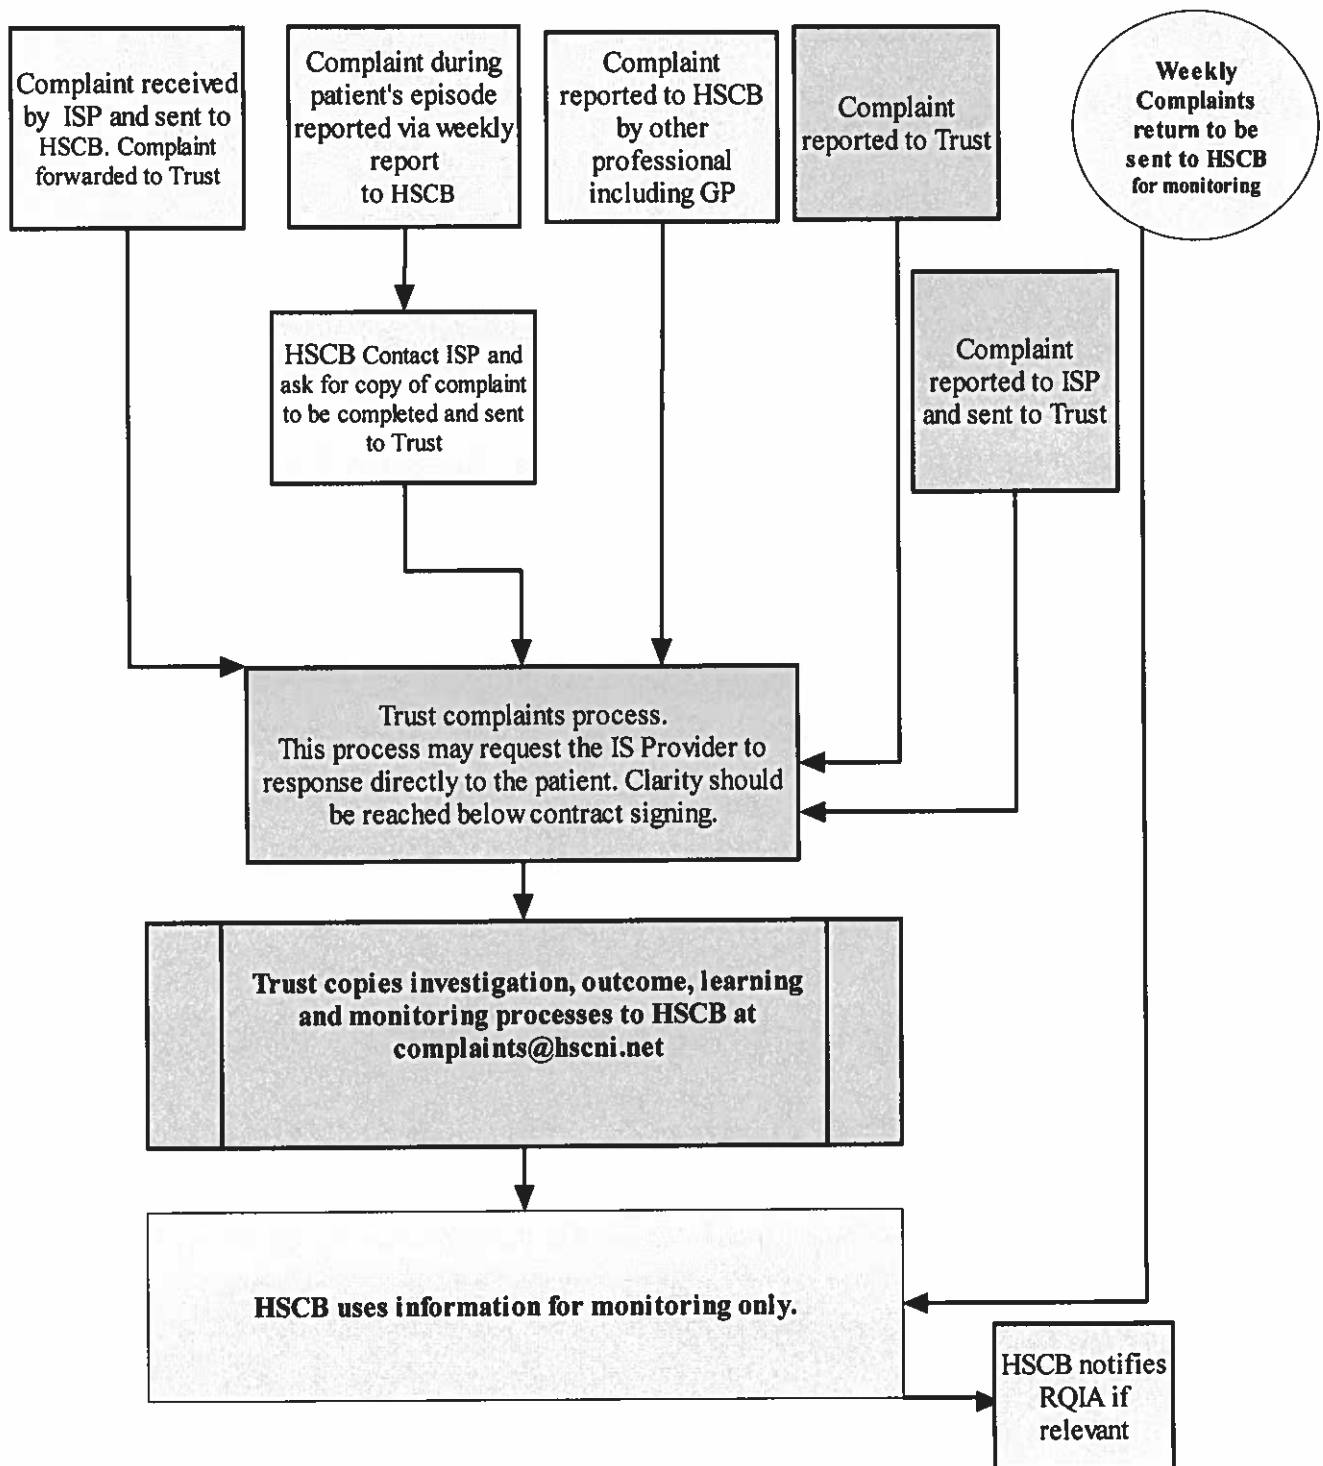 Complaint received
by ISP and sent to
HSCB. Complaint
forwarded to Trust
Complaint during
patient's episode
reported via weekly
report
to HSCB
Complaint
reported to HSCB
by other
professional
including GP
Complaint
reported to Trust
Weekly
Complaints
return to be
sent to HSCB
for monitoring
HSCB Contact ISP and
ask for copy of complaint
to be completed and sent
to Trust
Complaint
reported to ISP
and sent to Trust
Trust complaints process.
This process may request the IS Provider to
response directly to the patient. Clarity should
be reached below contract signing.
Trust copies investigation, outcome, learning
and monitoring processes to HSCB at
complaints@hscni.net
HSCB uses information for monitoring only.
HSCB notifies
RQIA if
relevant